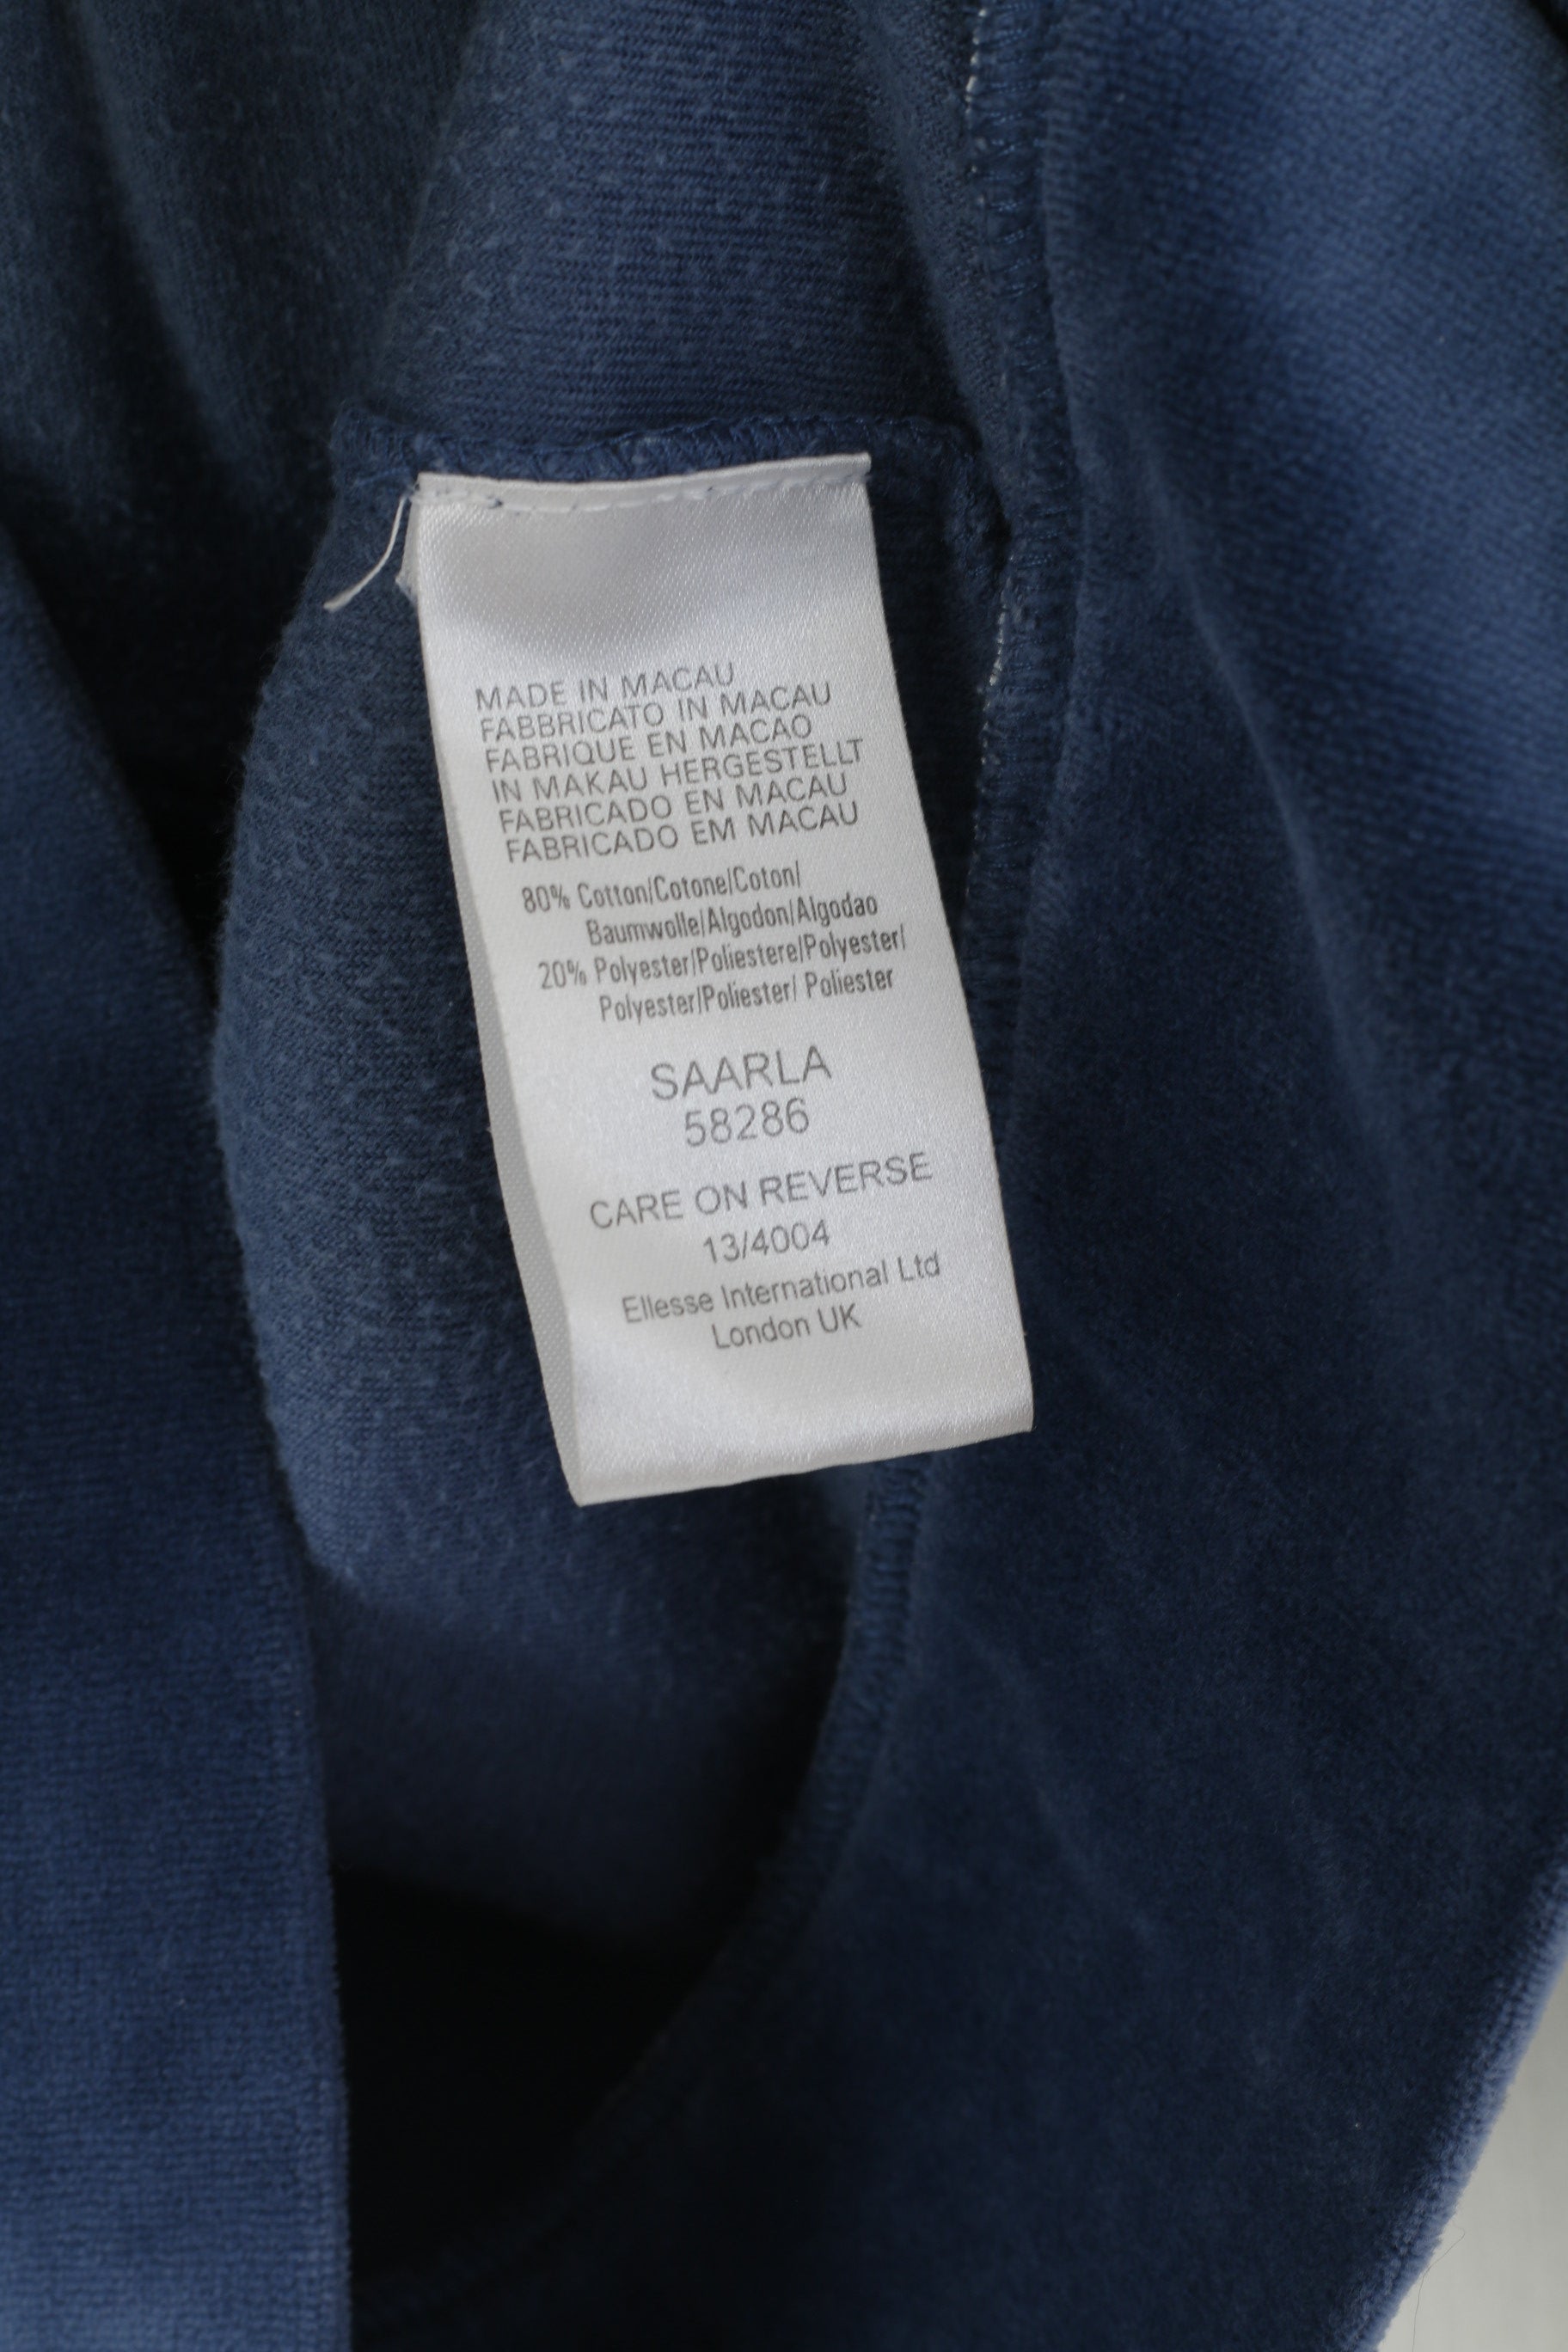 MADE IN MACAU
FABBRICATO IN MACAU
FABRIQUE EN MACAO
IN MAKAU HERGESTELLT
FABRICADO EN MACAU
FABRICADO EM MACAU
80% Cotton/Cotone/Coton/
Baumwolle/Algodon/Algodao
20% Polyester/Poliestere/Polyester/
Polyester/Poliester/ Poliester
SAARLA
58286
CARE ON REVERSE
13/4004
Ellesse International Ltd
London UK